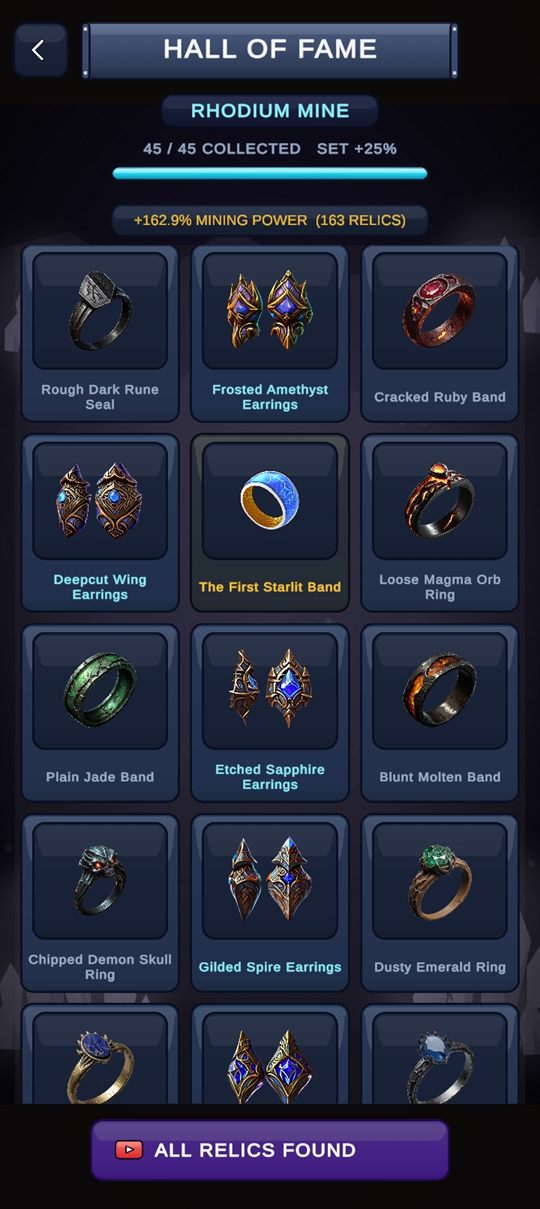 HALL OF FAME
RHODIUM MINE
45 / 45 COLLECTED SET +25%
+162.9% MINING POWER (163 RELICS)
Rough Dark Rune
Seal
Frosted Amethyst
Earrings
Cracked Ruby Band
Deepcut Wing
Earrings
The First Starlit Band
Loose Magma Orb
Ring
Plain Jade Band
Etched Sapphire
Earrings
Blunt Molten Band
Chipped Demon Skull
Ring
Gilded Spire Earrings
Dusty Emerald Ring
ALL RELICS FOUND